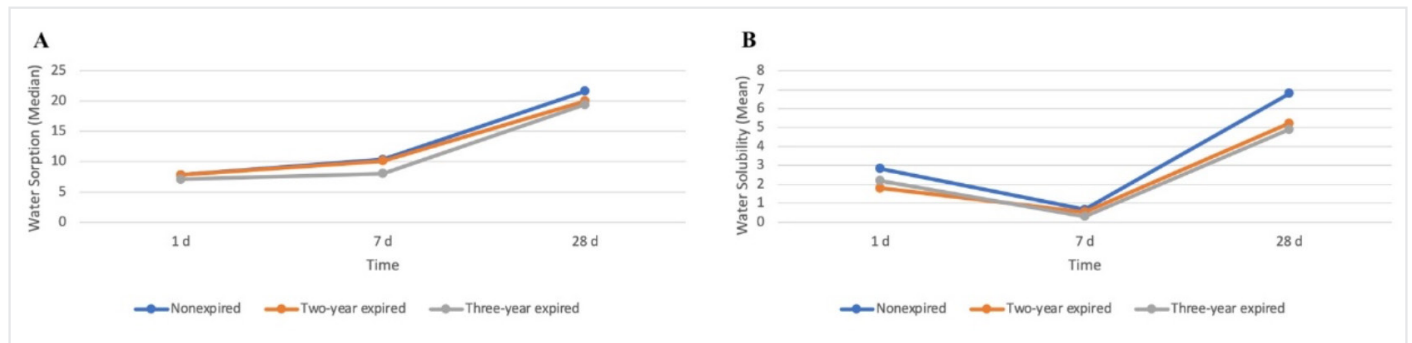 A
Water Sorption (Median)
25
20
15
10
5
0
1 d
7 d
28 d
Time
Nonexpired
Two-year expired
Three-year expired
B
Water Solubility (Mean)
8
7
6
5
4
3
2
1
0
1 d
7 d
28 d
Time
Nonexpired
Two-year expired
Three-year expired